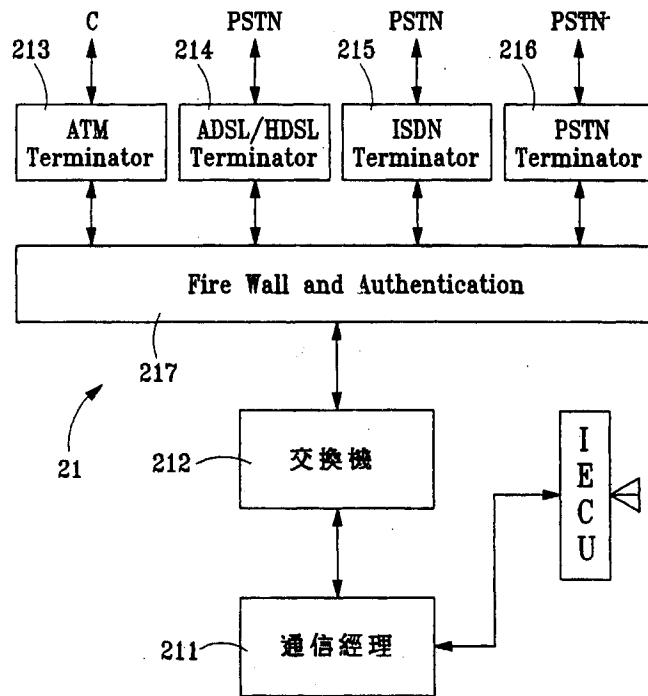 C PSTN PSTN PSTN
213 214 215 216
ATM Terminator
ADSL/HDSL Terminator
ISDN Terminator
PSTN Terminator
Fire Wall and Authentication
217
21
212
交換機
I
E
C
U
211
通信經理